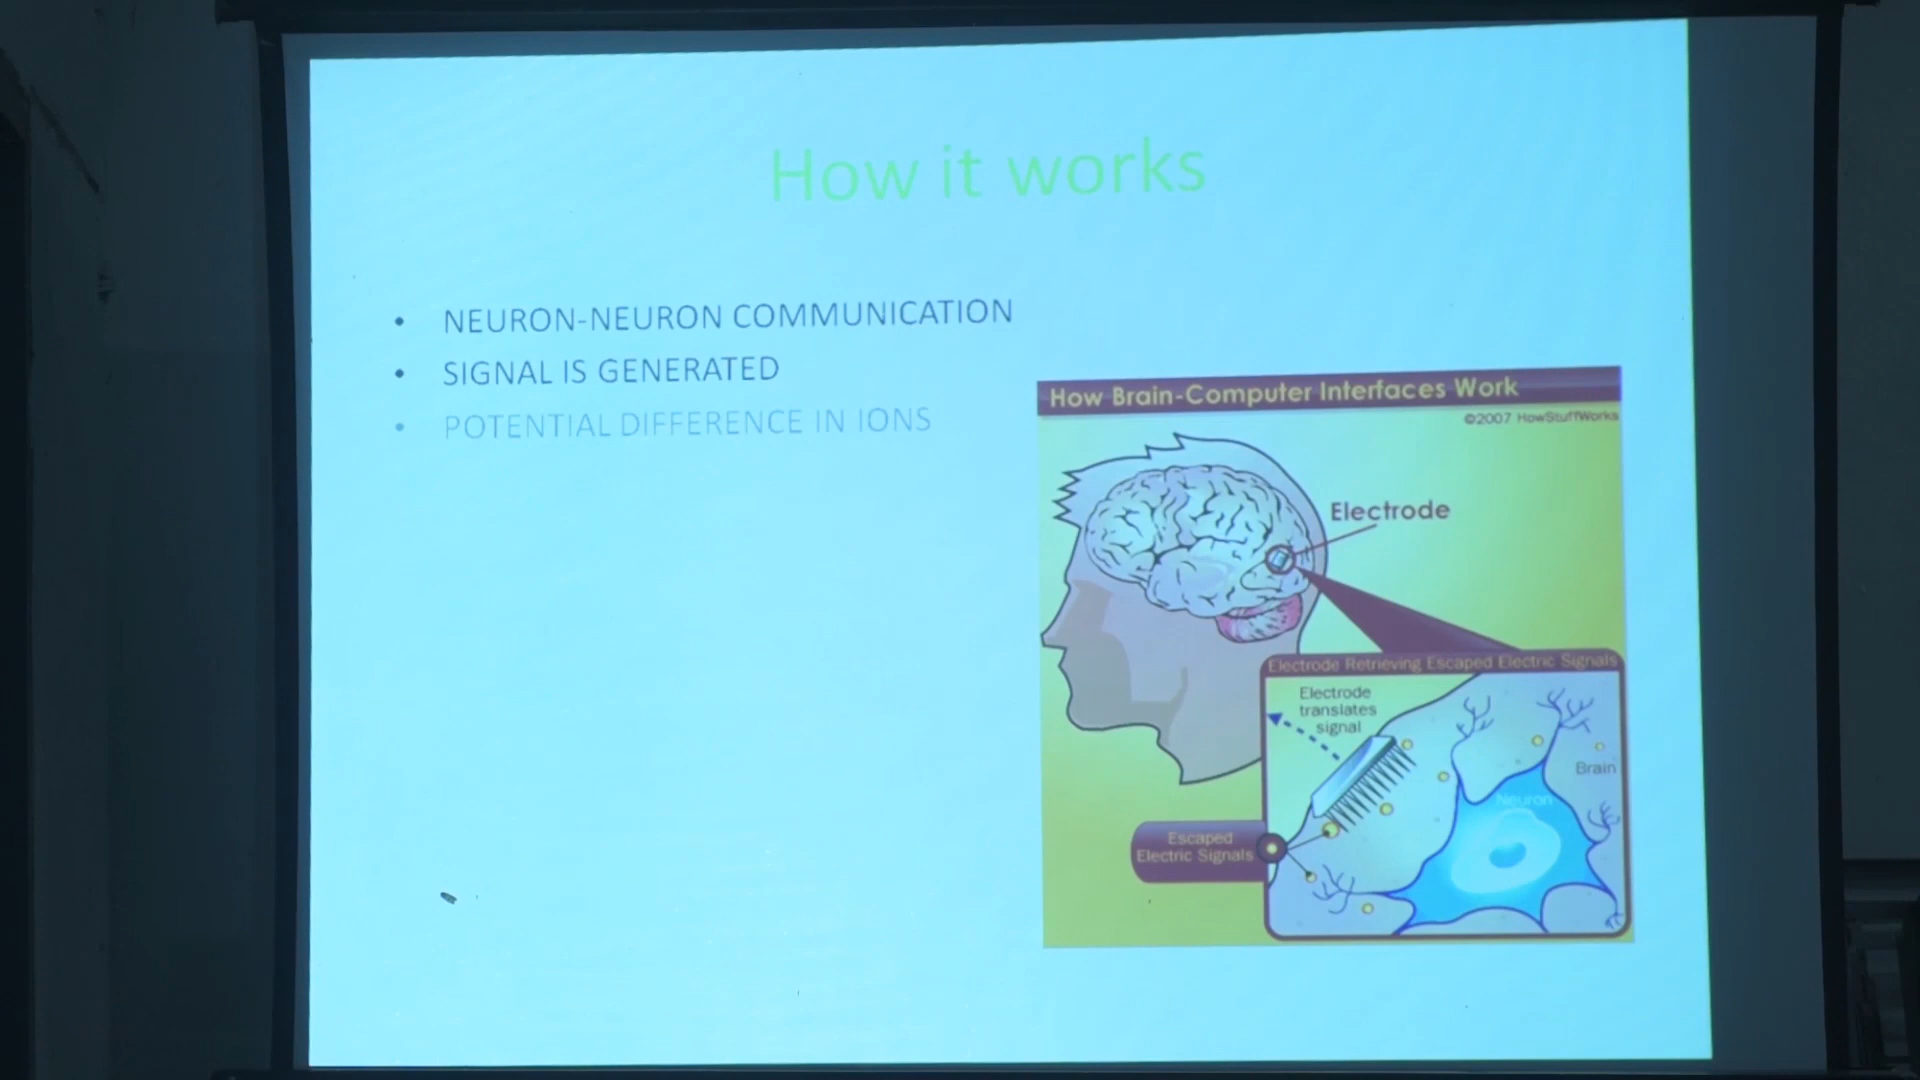 How it works
• NEURON-NEURON COMMUNICATION
• SIGNAL IS GENERATED
• POTENTIAL DIFFERENCE IN IONS
How Brain-Computer Interfaces Work
©2007 HowStuffWorks
Electrode
Electrode Retrieving Escaped Electric Signals
Electrode
translates
signal
Brain
Neuron
Escaped
Electric Signals